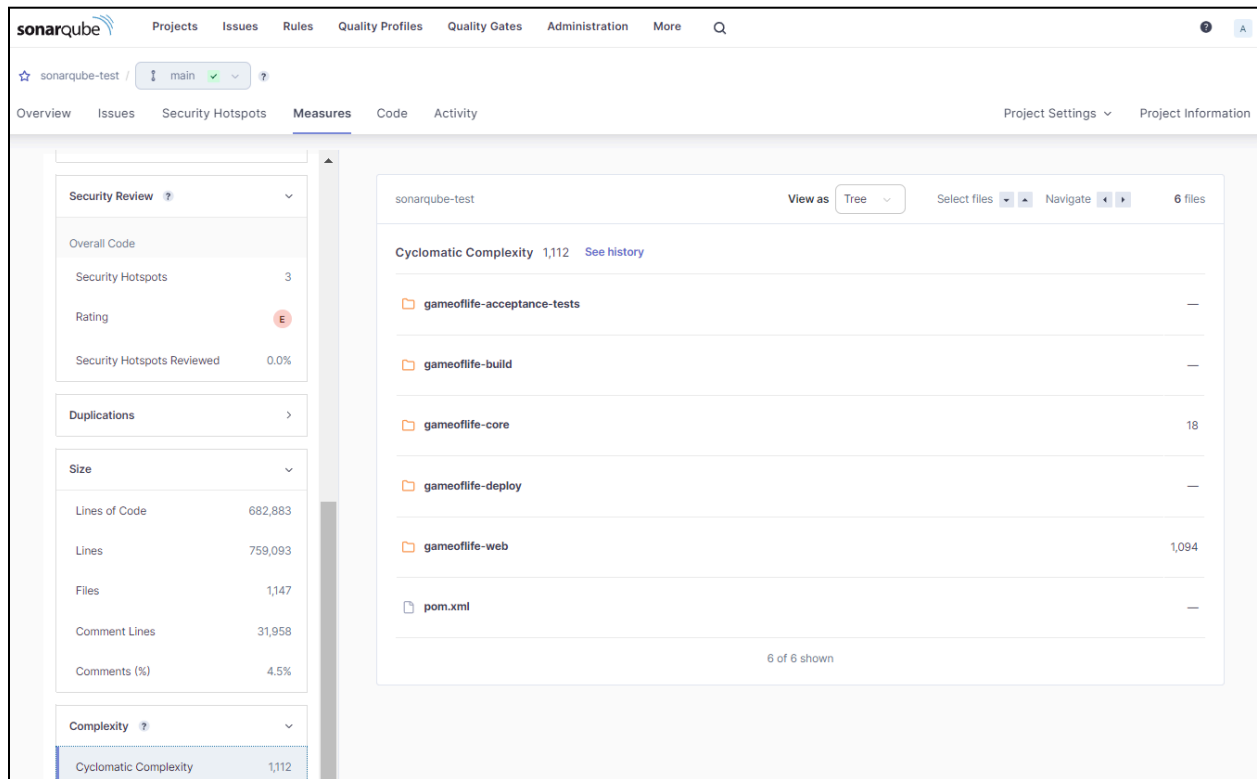 sonarqube Projects Issues Rules Quality Profiles Quality Gates Administration More ? A
sonarqube-test / main ?
Overview Issues Security Hotspots Measures Code Activity Project Settings Project Information
Security Review ?
Overall Code
Security Hotspots 3
Rating E
Security Hotspots Reviewed 0.0%
Duplications
Size
Lines of Code 682,883
Lines 759,093
Files 1,147
Comment Lines 31,958
Comments (%) 4.5%
Complexity ?
Cyclomatic Complexity 1,112
sonarqube-test View as Tree Select files Navigate 6 files
Cyclomatic Complexity 1,112 See history
gameoflife-acceptance-tests —
gameoflife-build —
gameoflife-core 18
gameoflife-deploy —
gameoflife-web 1,094
pom.xml —
6 of 6 shown